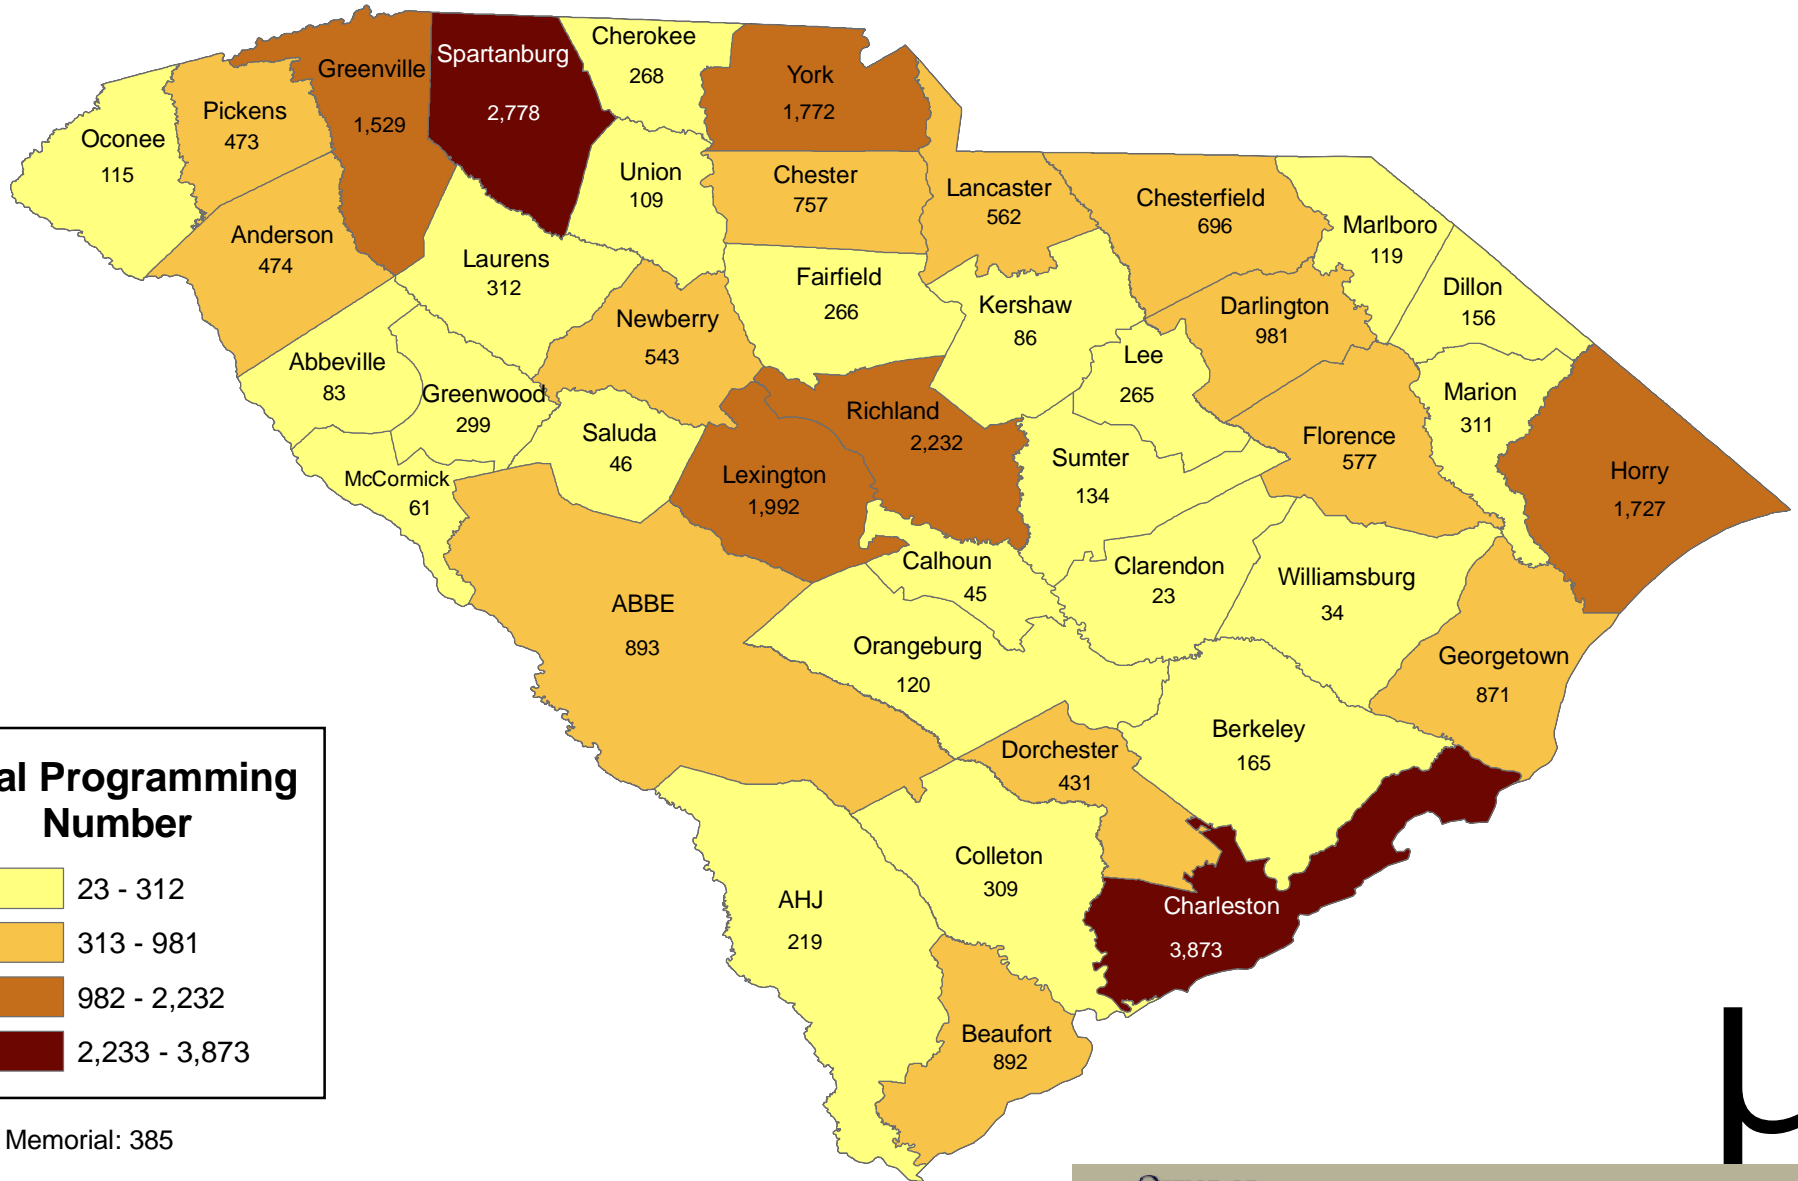 Cherokee
268
Spartanburg
2,778
Greenville
1,529
York
1,772
Pickens
473
Oconee
115
Union
109
Chester
757
Lancaster
562
Chesterfield
696
Marlboro
119
Anderson
474
Laurens
312
Fairfield
266
Kershaw
86
Darlington
981
Dillon
156
Newberry
543
Lee
265
Abbeville
83
Greenwood
299
Richland
2,232
Marion
311
Saluda
46
Florence
577
Sumter
134
Lexington
1,992
Horry
1,727
McCormick
61
Calhoun
45
Clarendon
23
Williamsburg
34
ABBE
893
Orangeburg
120
Georgetown
871
Berkeley
165
Dorchester
431
Colleton
309
AHJ
219
Charleston
3,873
Beaufort
892
al Programming
Number
23 - 312
313 - 981
982 - 2,232
2,233 - 3,873
Memorial: 385
µ